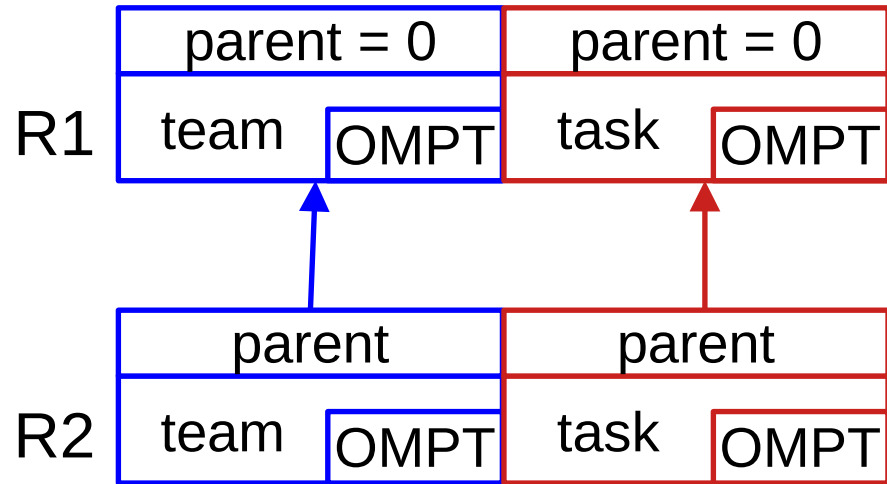 parent = 0 parent = 0
R1 team OMPT task OMPT
parent parent
R2 team OMPT task OMPT